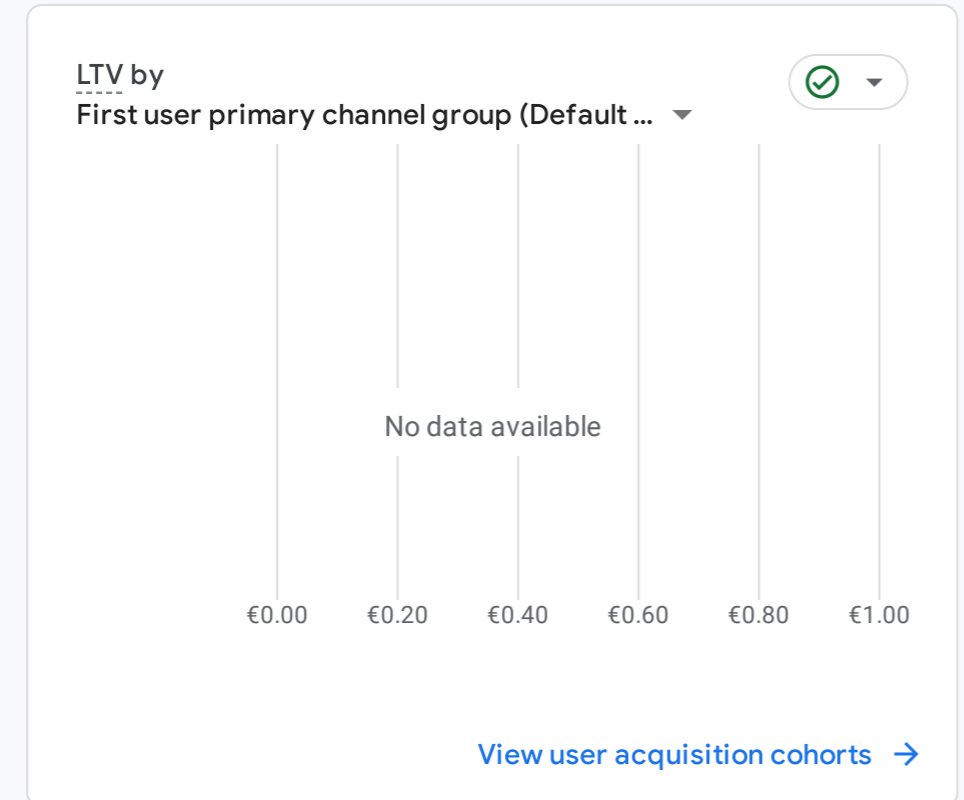 LTV by
First user primary channel group (Default ...
No data available
€0.00 €0.20 €0.40 €0.60 €0.80 €1.00
View user acquisition cohorts